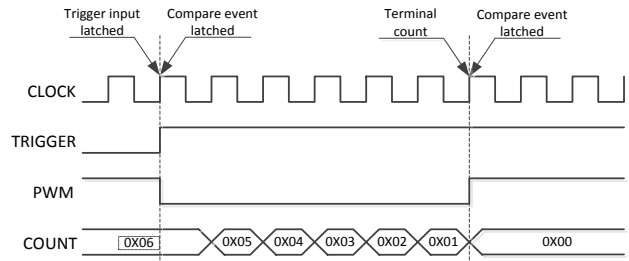 Trigger input latched
Compare event latched
Terminal count
Compare event latched
CLOCK
TRIGGER
PWM
COUNT 0X06 0X05 0X04 0X03 0X02 0X01 0X00